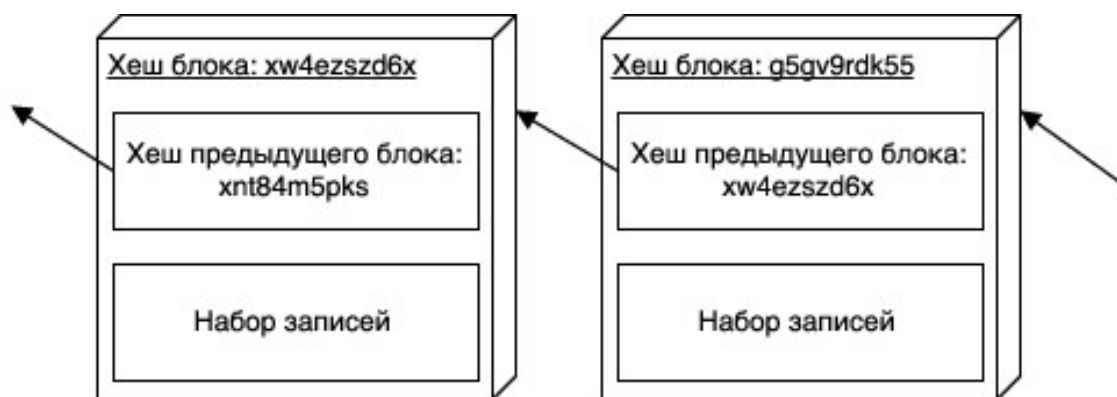 Хеш блока: xw4ezszd6x
Хеш предыдущего блока:
xnt84m5pks
Набор записей
Хеш блока: g5gv9rdk55
Хеш предыдущего блока:
xw4ezszd6x
Набор записей